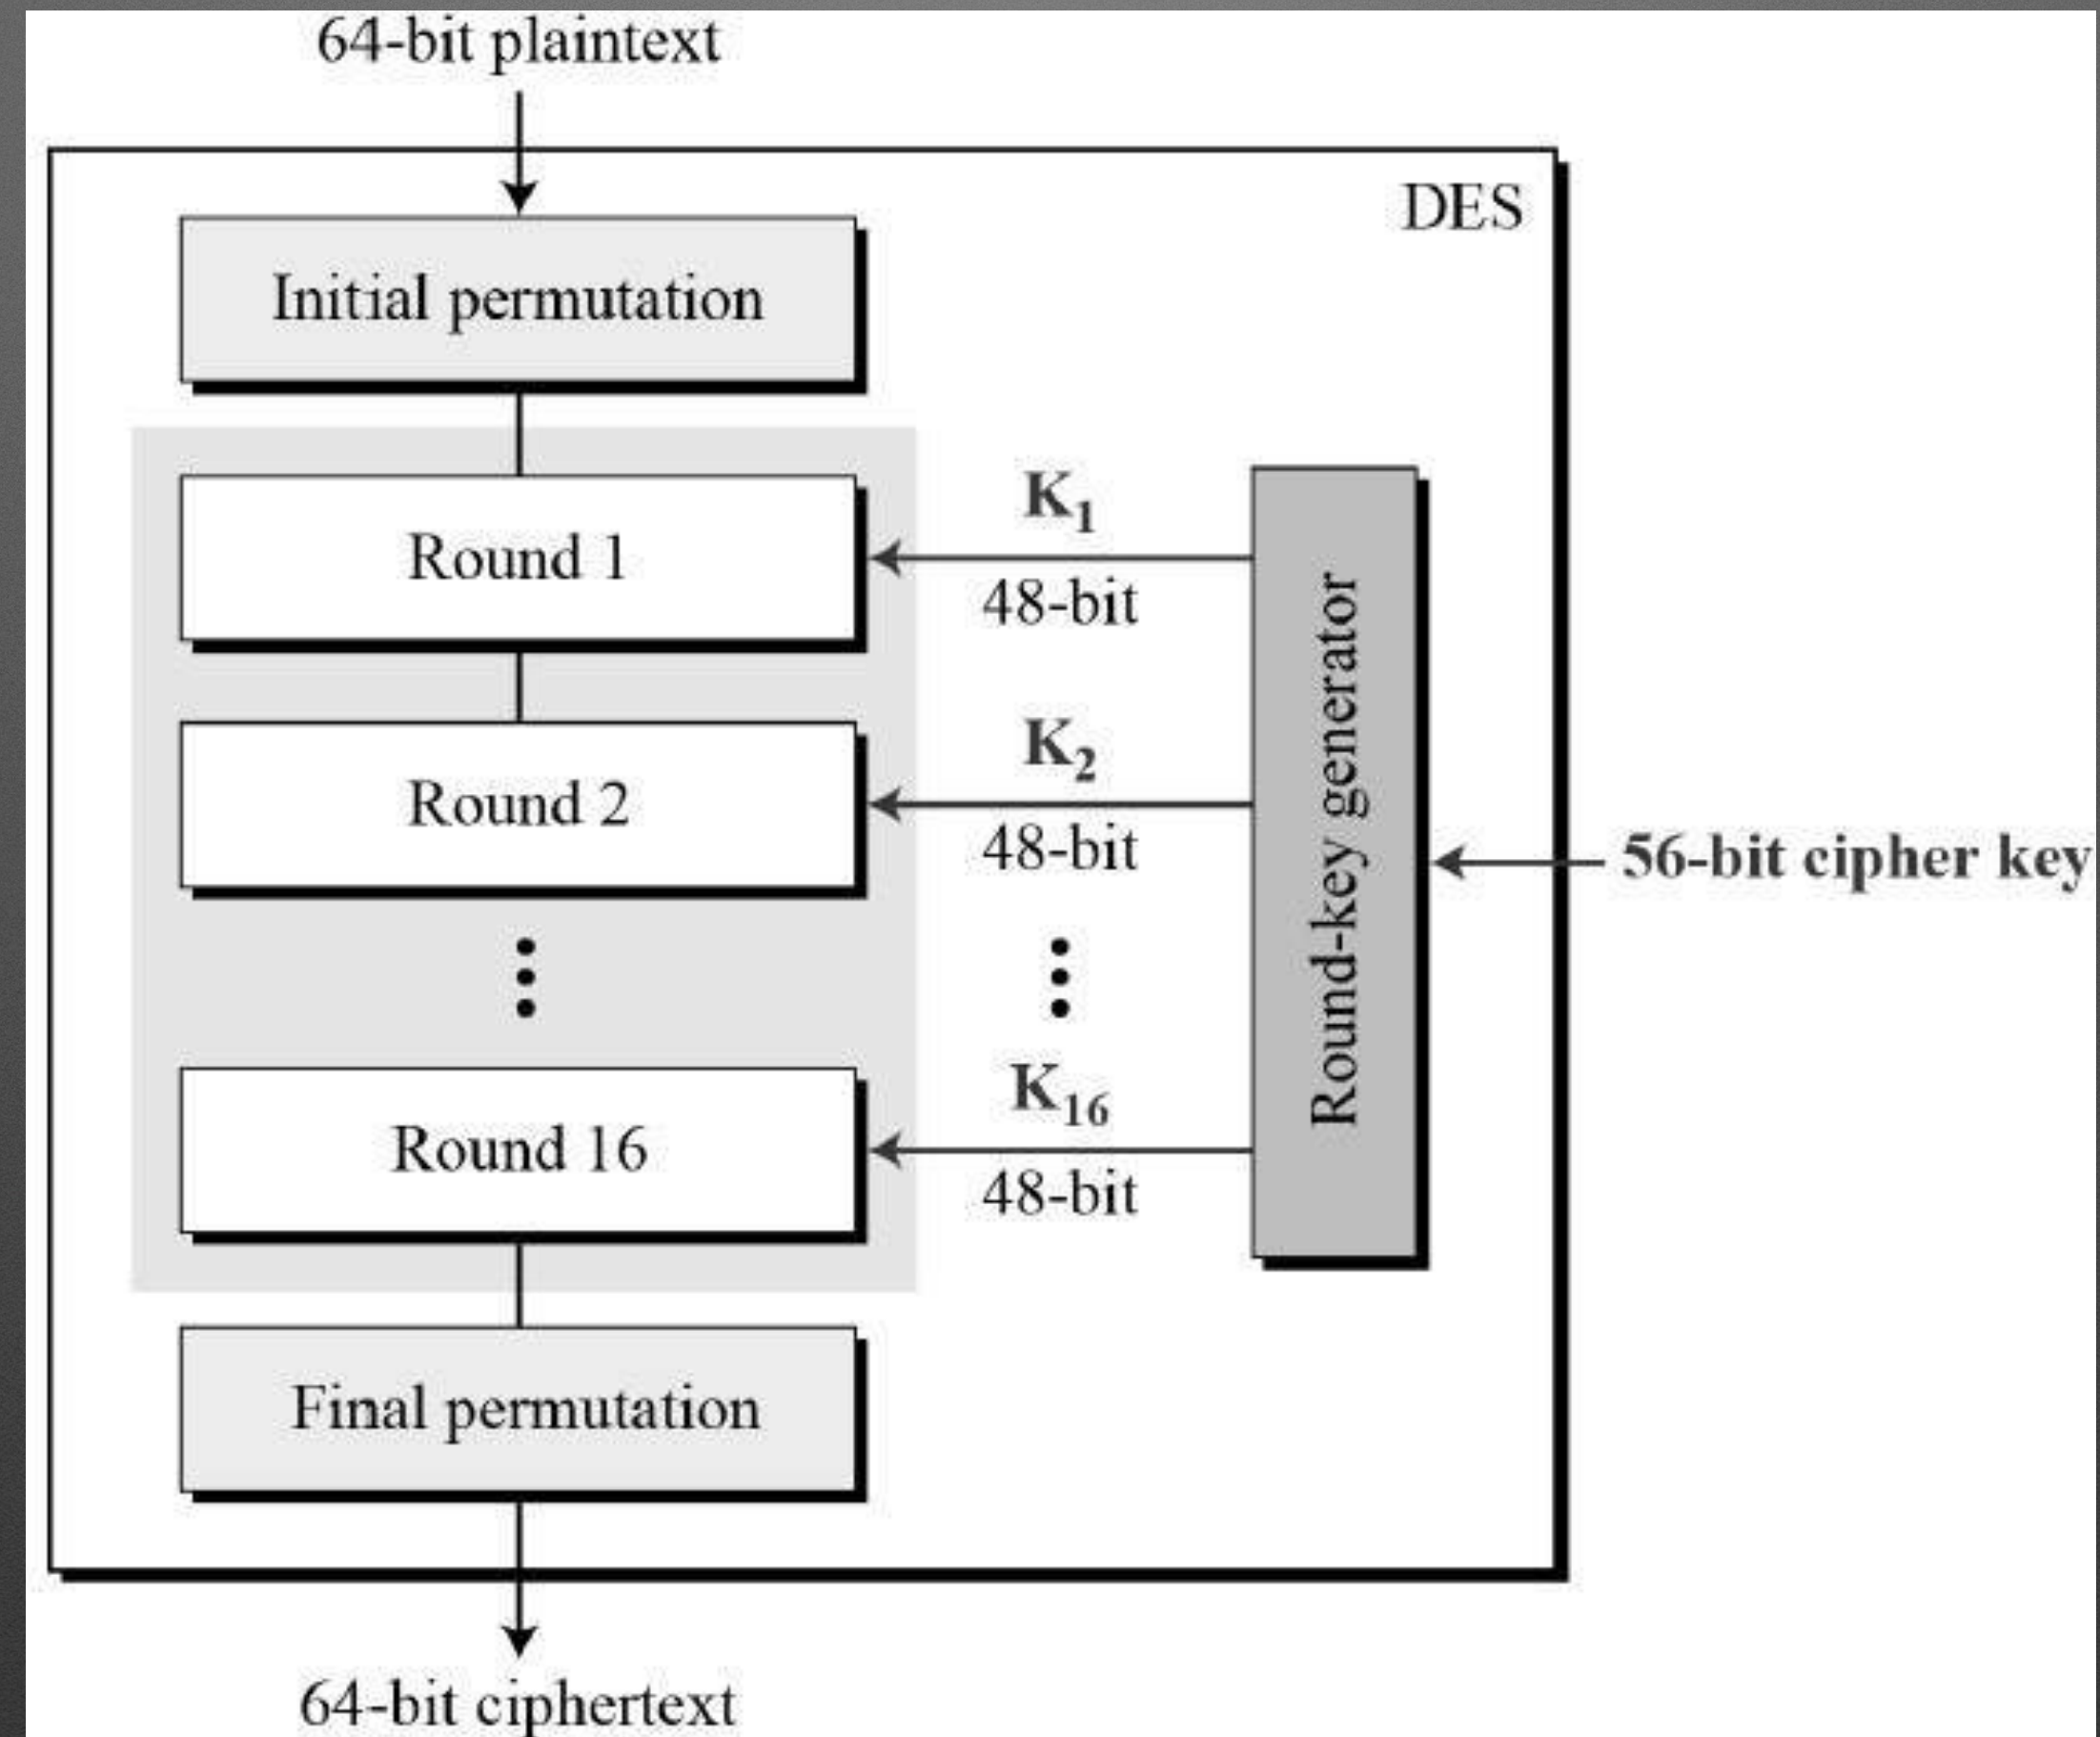 64-bit plaintext
DES
Initial permutation
Round 1
K1
48-bit
Round 2
K2
48-bit
Round-key generator
56-bit cipher key
Round 16
K16
48-bit
Final permutation
64-bit ciphertext